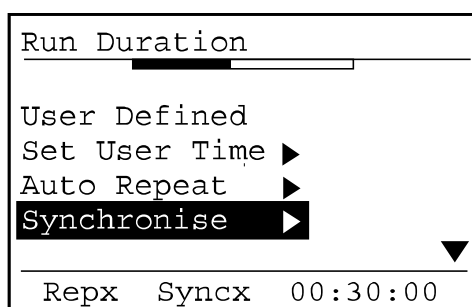 Run Duration
User Defined
Set User Time
Auto Repeat
Synchronise
Repx Syncx 00:30:00